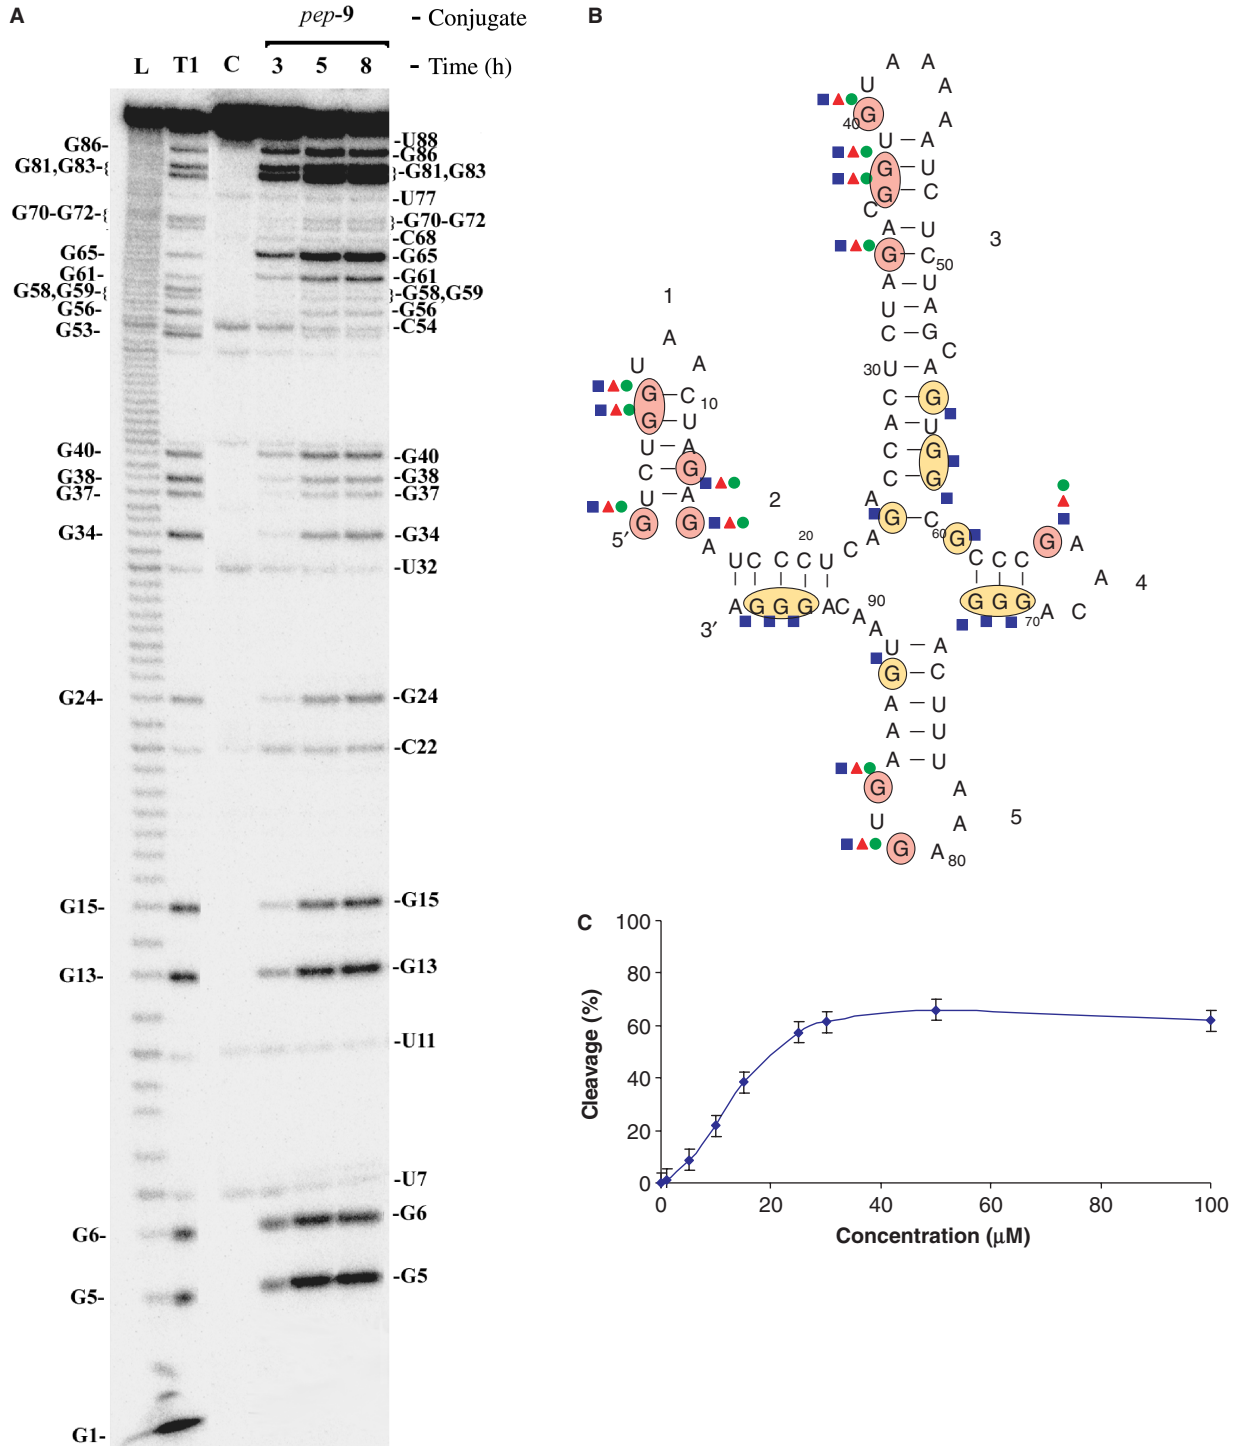 A
pep-9
- Conjugate
L T1 C 3 5 8 - Time (h)
G86-
G81,G83-{
G70-G72-{
G65-
G61-
G58,G59-{
G56-
G53-
G40-
G38-
G37-
G34-
G24-
G15-
G13-
G6-
G5-
G1-
-U88
-G86
}-G81,G83
-U77
}-G70-G72
-C68
-G65
-G61
}-G58,G59
-G56
-C54
-G40
-G38
-G37
-G34
-U32
-G24
-C22
-G15
-G13
-U11
-U7
-G6
-G5
B
A A
U A
G A
40
U – A
G – U
G – C
C
A – U
G – C 50
3
A – U
U – A
C – G
C
30 U – A
C – G
A – U
C – G
C – G
A G – C
1
A
U A
G – C 10
G – U
U – A
C – G
U – A
5′ G G
A
2
20
U C C C U C A
3′ A G G G A C A A
90
60 G
C C C G A
A
4
G G G A C
70
U – A
G – C
A – U
A – U
A – U
G A
U A
5
G A 80
C
100
80
60
40
20
0
Cleavage (%)
0 20 40 60 80 100
Concentration (μM)